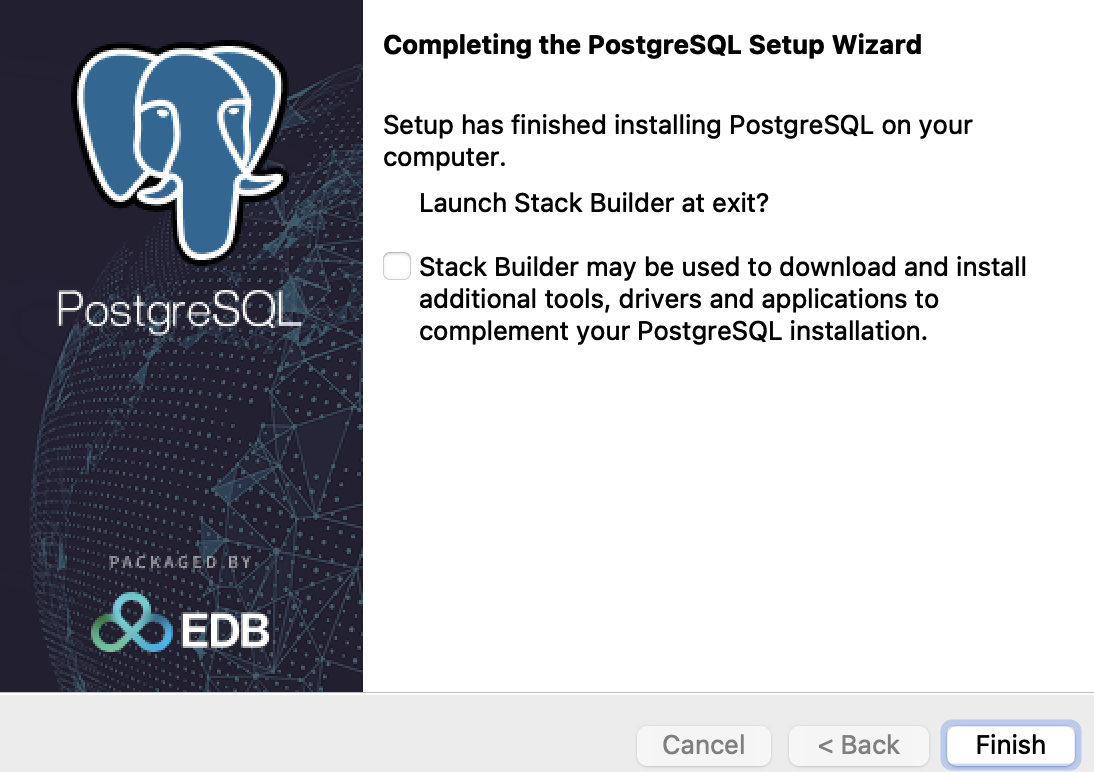 Completing the PostgreSQL Setup Wizard
Setup has finished installing PostgreSQL on your
computer.
Launch Stack Builder at exit?
Stack Builder may be used to download and install
additional tools, drivers and applications to
complement your PostgreSQL installation.
PostgreSQL
PACKAGED BY
EDB
Cancel
< Back
Finish